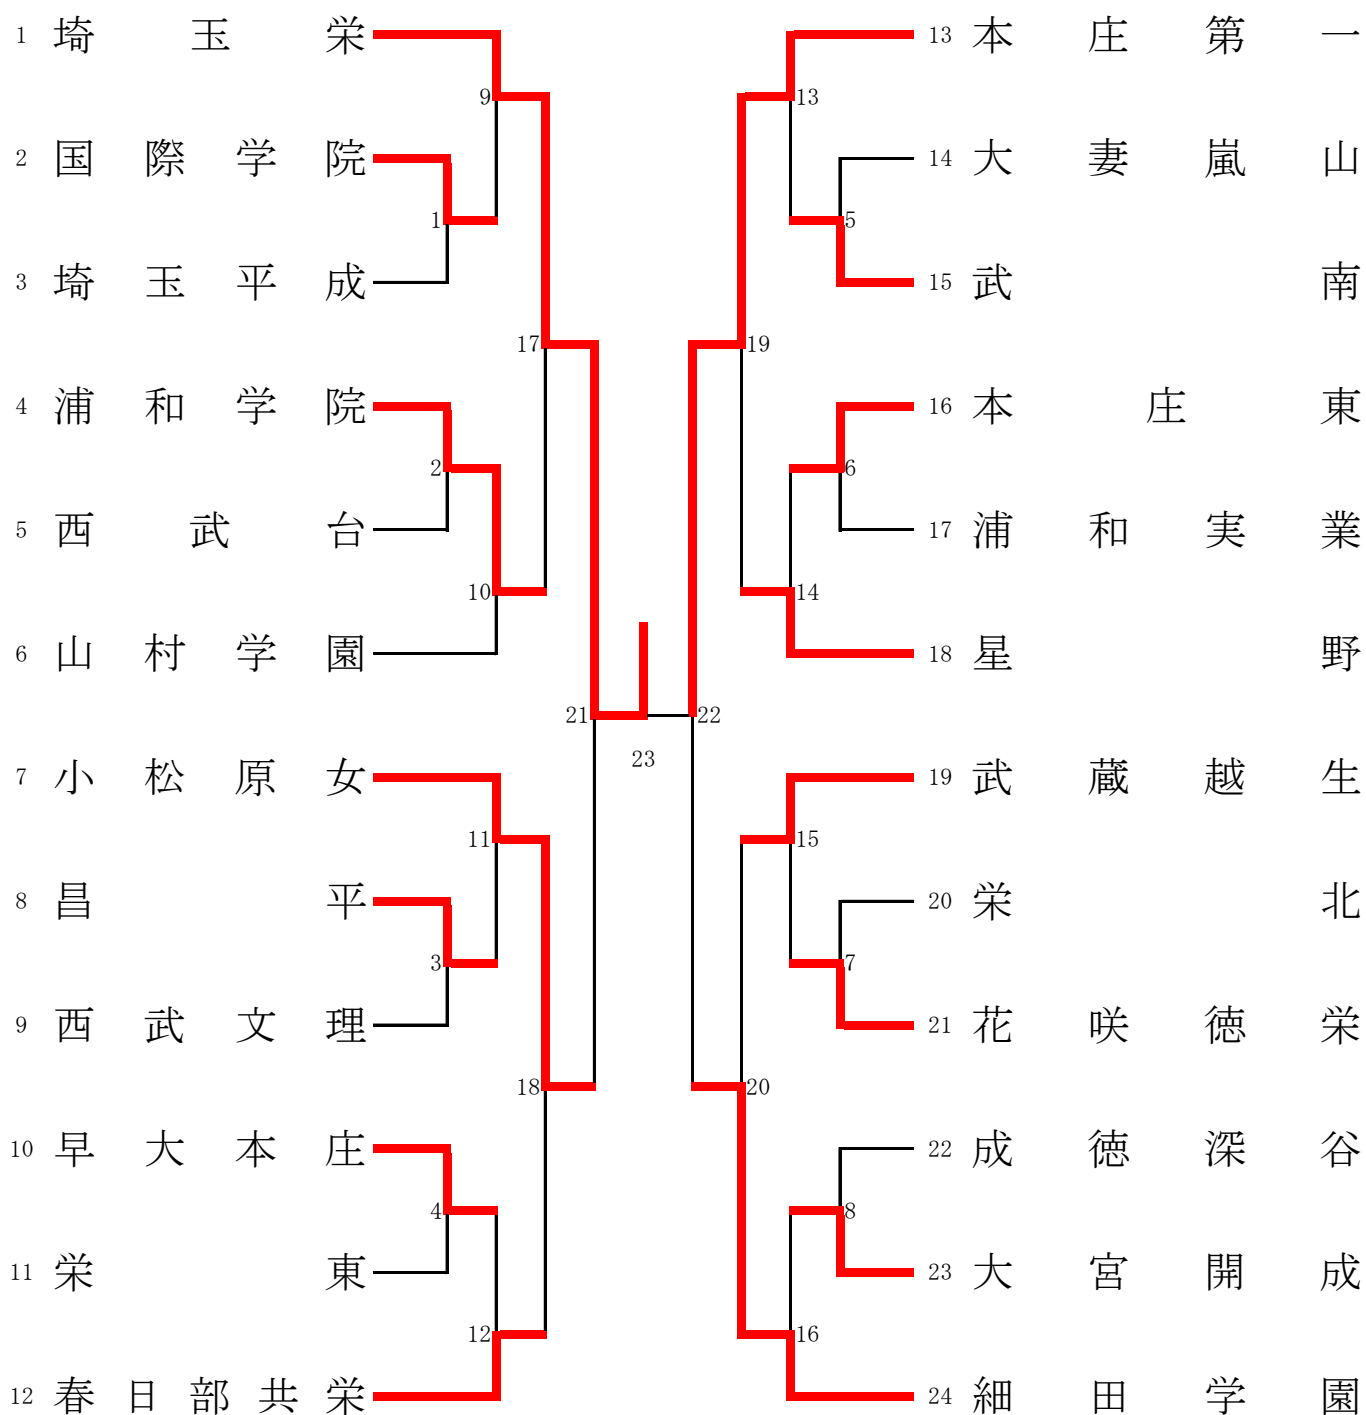 1 埼玉栄
2 国際学院
3 埼玉平成
4 浦和学院
5 西武台
6 山村学園
7 小松原女
8 昌平
9 西武文理
10 早大本庄
11 栄東
12 春日部共栄
9
1
17
2
10
21
11
3
18
4
12
23
13
5
19
6
14
22
15
7
20
8
16
13 本庄第一
14 大妻嵐山
15 武南
16 本庄東
17 浦和実業
18 星野
19 武蔵越生
20 栄北
21 花咲徳栄
22 成徳深谷
23 大宮開成
24 細田学園